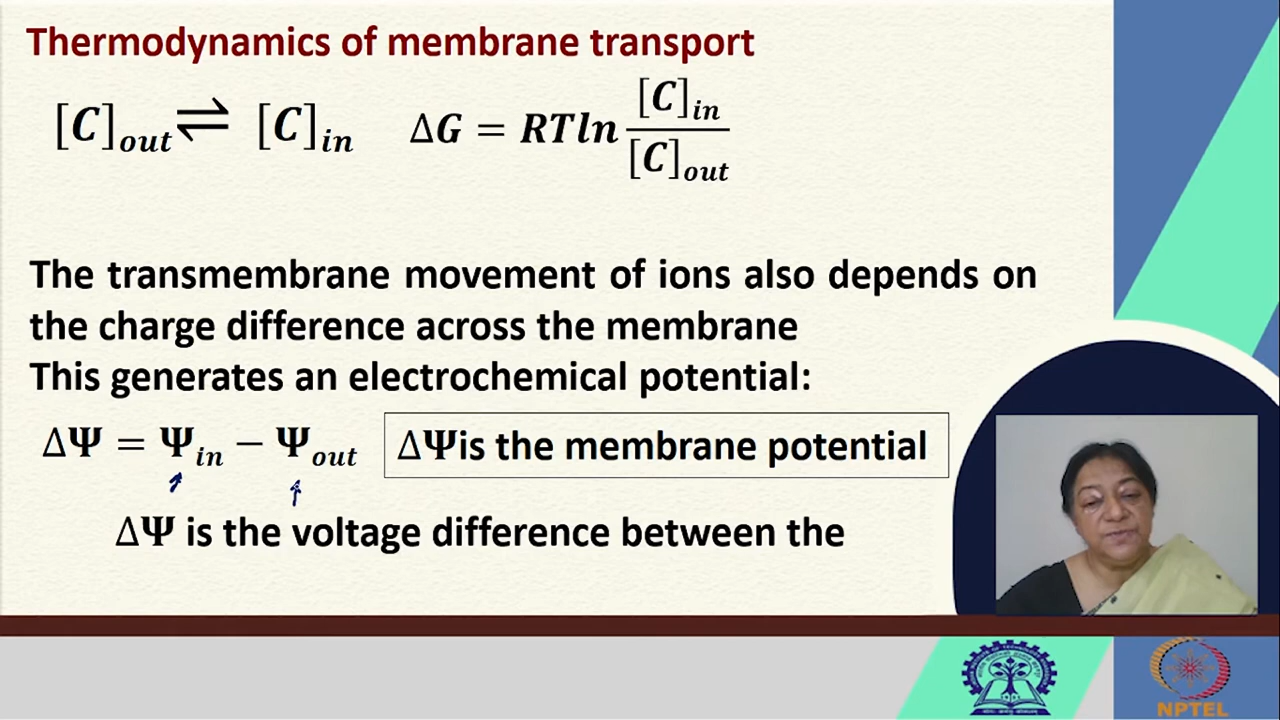 Thermodynamics of membrane transport
[C]out ⇌ [C]in ΔG = RTln [C]in / [C]out
The transmembrane movement of ions also depends on
the charge difference across the membrane
This generates an electrochemical potential:
ΔΨ = Ψin − Ψout ΔΨis the membrane potential
ΔΨ is the voltage difference between the
NPTEL